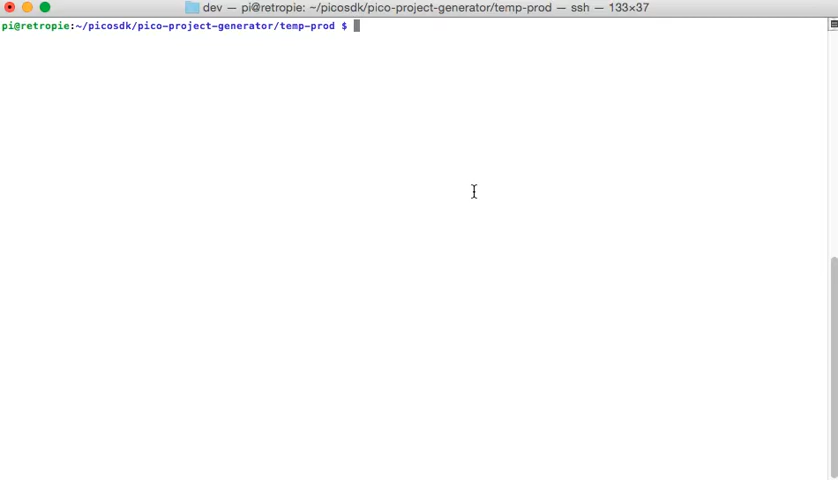 dev — pi@retropie: ~/picosdk/pico-project-generator/temp-prod — ssh — 133×37
pi@retropie:~/picosdk/pico-project-generator/temp-prod $